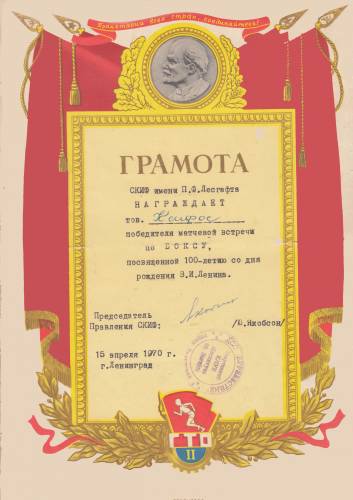 Пролетарии всех стран, соединяйтесь!
ГРАМОТА
СКИФ имени П.Ф.Лесгафта
НАГРАЖДАЕТ
тов.
победителя матчевой встречи
по БОКСУ,
посвященной 100-летию со дня
рождения В.И.Ленина.
Председатель
Правления СКИФ: /Ю.Якобсон/
15 апреля 1970 г.
г.Ленинград
ГТО
II